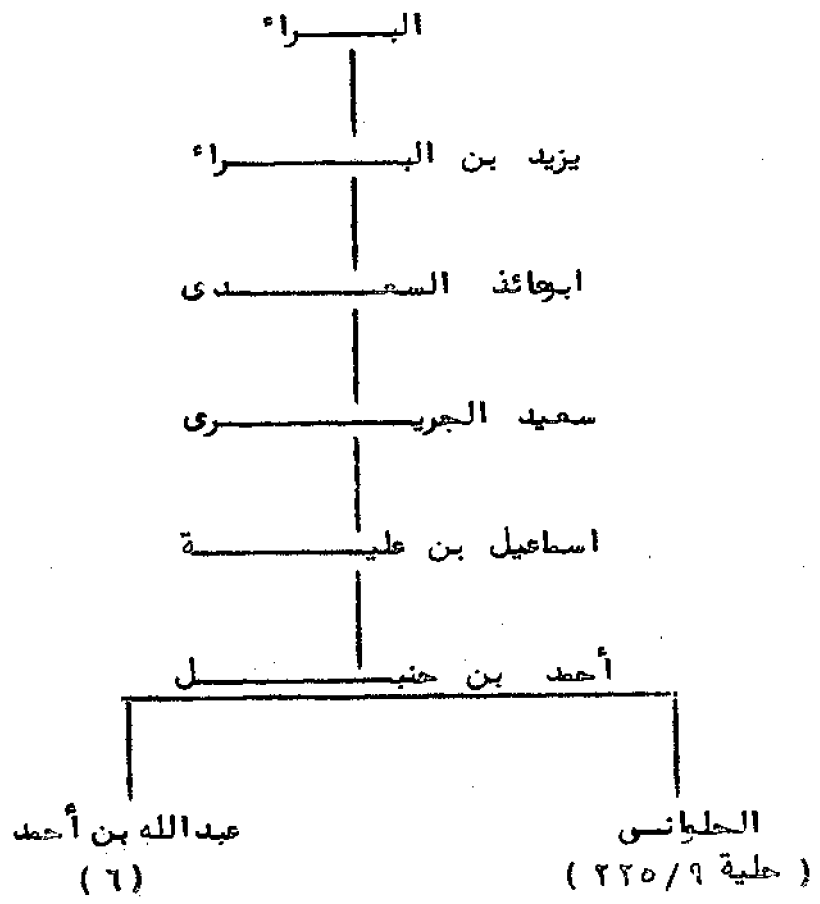 البراء
يزيد بن البراء
ابوعائذ السعدى
سعيد الجريرى
اسماعيل بن علية
أحمد بن حنبل
الحلوانى
( حلية ٩/٢٢٥ )
عبدالله بن أحمد
( ٦ )